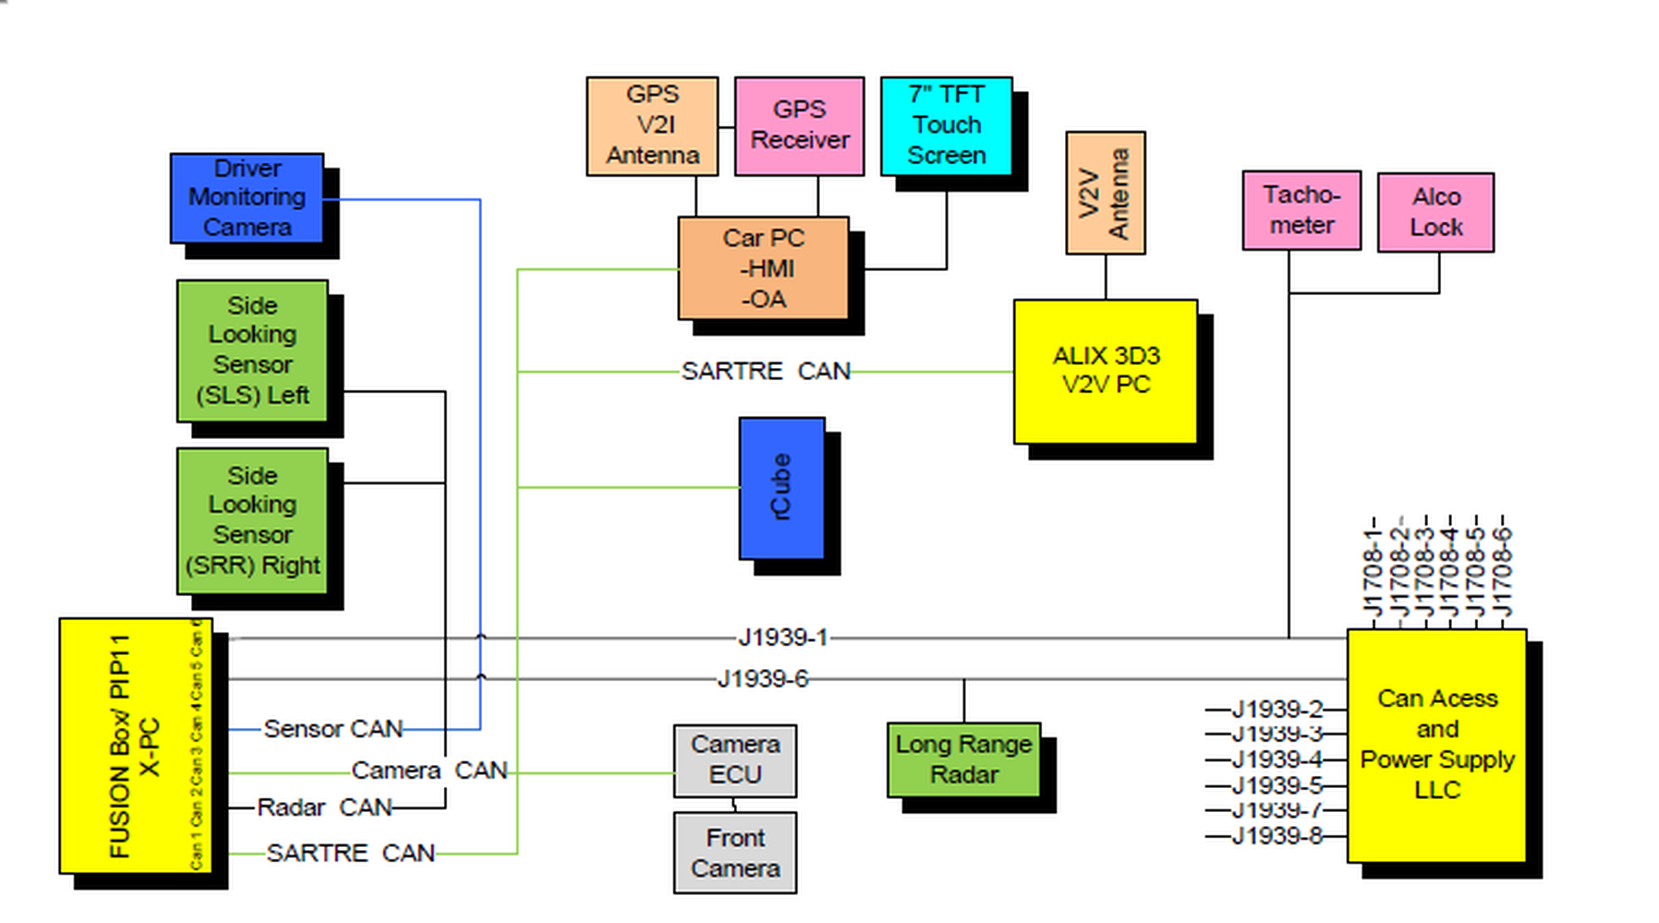 GPS
V2I
Antenna
GPS
Receiver
7" TFT
Touch
Screen
Driver
Monitoring
Camera
V2V
Antenna
Tacho-
meter
Alco
Lock
Car PC
-HMI
-OA
Side
Looking
Sensor
(SLS) Left
ALIX 3D3
V2V PC
SARTRE CAN
rCube
Side
Looking
Sensor
(SRR) Right
J1708-1
J1708-2
J1708-3
J1708-4
J1708-5
J1708-6
FUSION Box/ PIP11
X-PC
Can 1 Can 2 Can 3 Can 4 Can 5 Can 6
J1939-1
J1939-6
Sensor CAN
Camera CAN
Radar CAN
SARTRE CAN
Camera
ECU
Front
Camera
Long Range
Radar
J1939-2
J1939-3
J1939-4
J1939-5
J1939-7
J1939-8
Can Acess
and
Power Supply
LLC